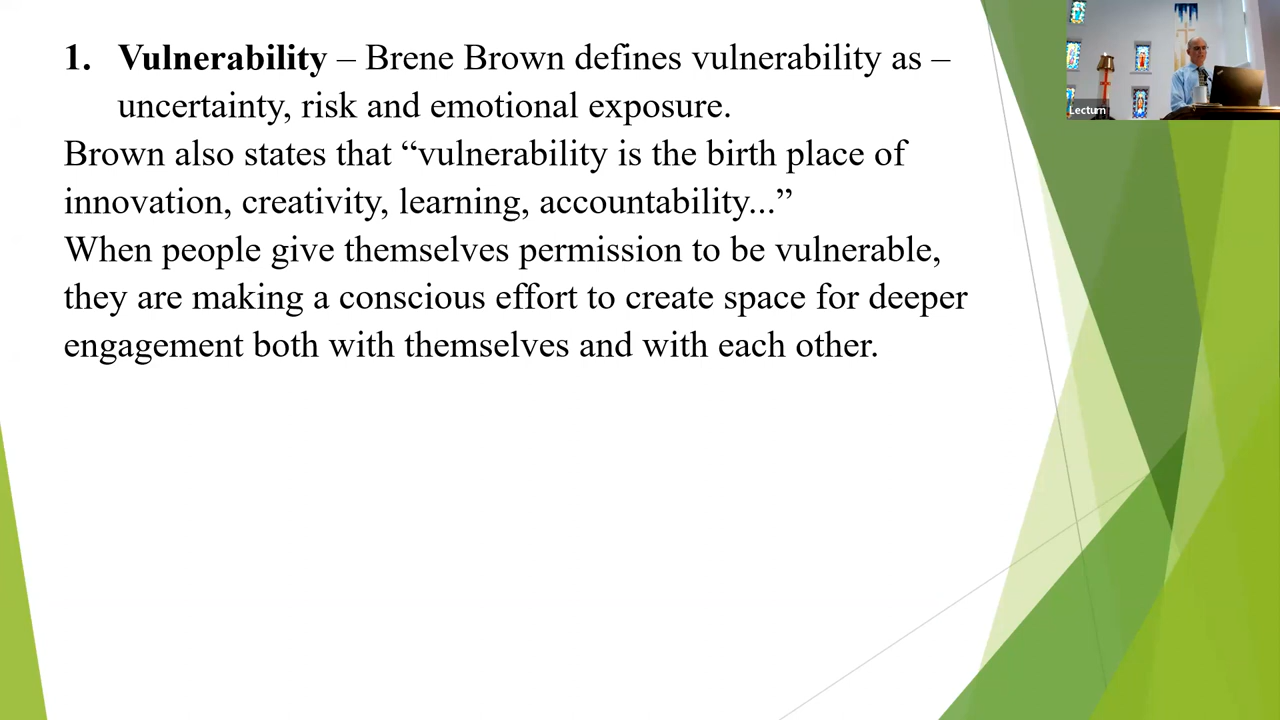 1. Vulnerability – Brene Brown defines vulnerability as –
uncertainty, risk and emotional exposure.
Brown also states that “vulnerability is the birth place of
innovation, creativity, learning, accountability...”
When people give themselves permission to be vulnerable,
they are making a conscious effort to create space for deeper
engagement both with themselves and with each other.
Lecturn